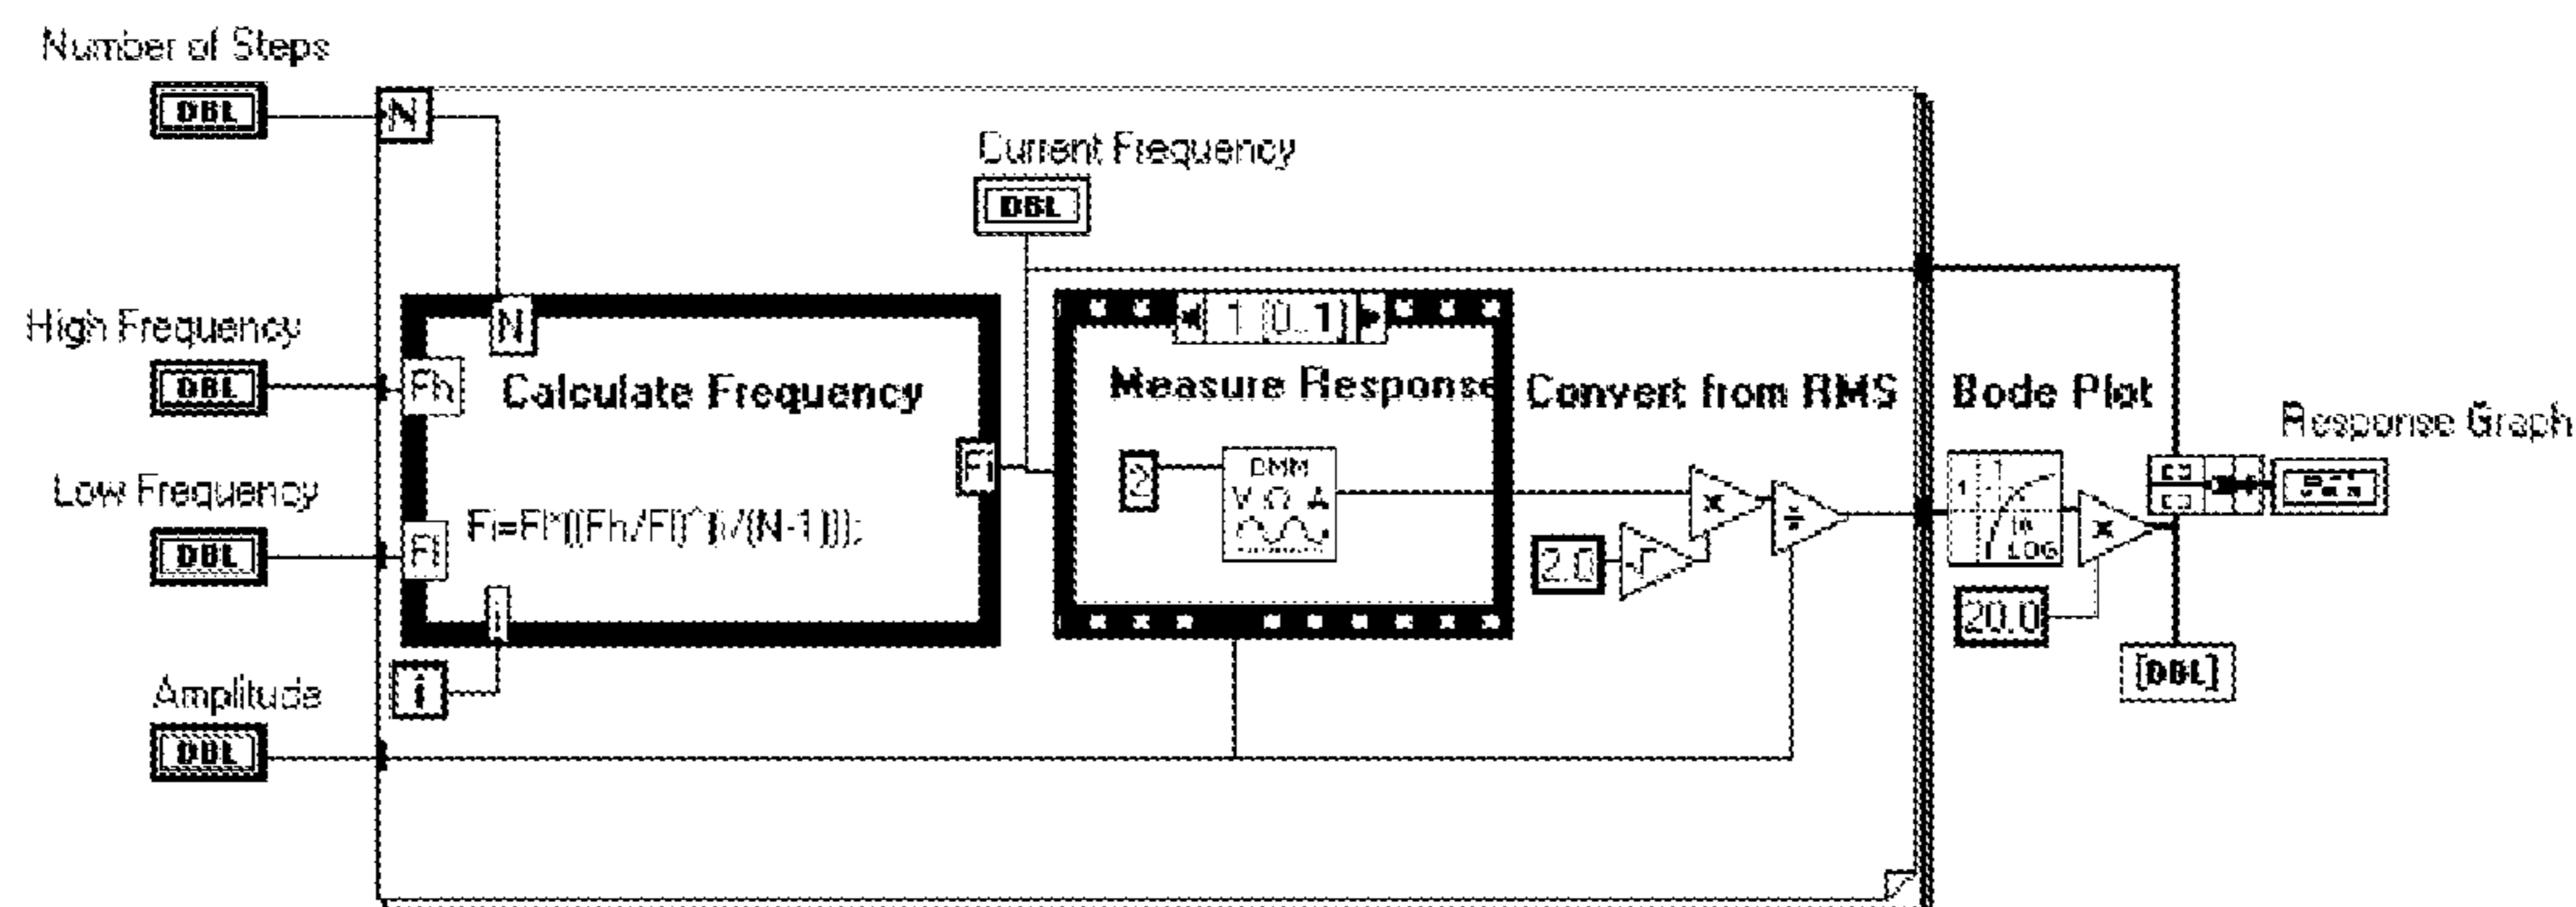 Number of Steps
DBL
N
Current Frequency
DBL
High Frequency
DBL
Fh
N
Calculate Frequency
1 [0..1]
Measure Response
Convert from RMS
Bode Plot
Response Graph
Low Frequency
DBL
Fl
Fi=Fl*((Fh/Fl)^(i/(N-1)));
Fi
2
DMM
V Ω A
2.0
√
x
÷
1
10
LOG
x
20.0
[DBL]
i
i
Amplitude
DBL